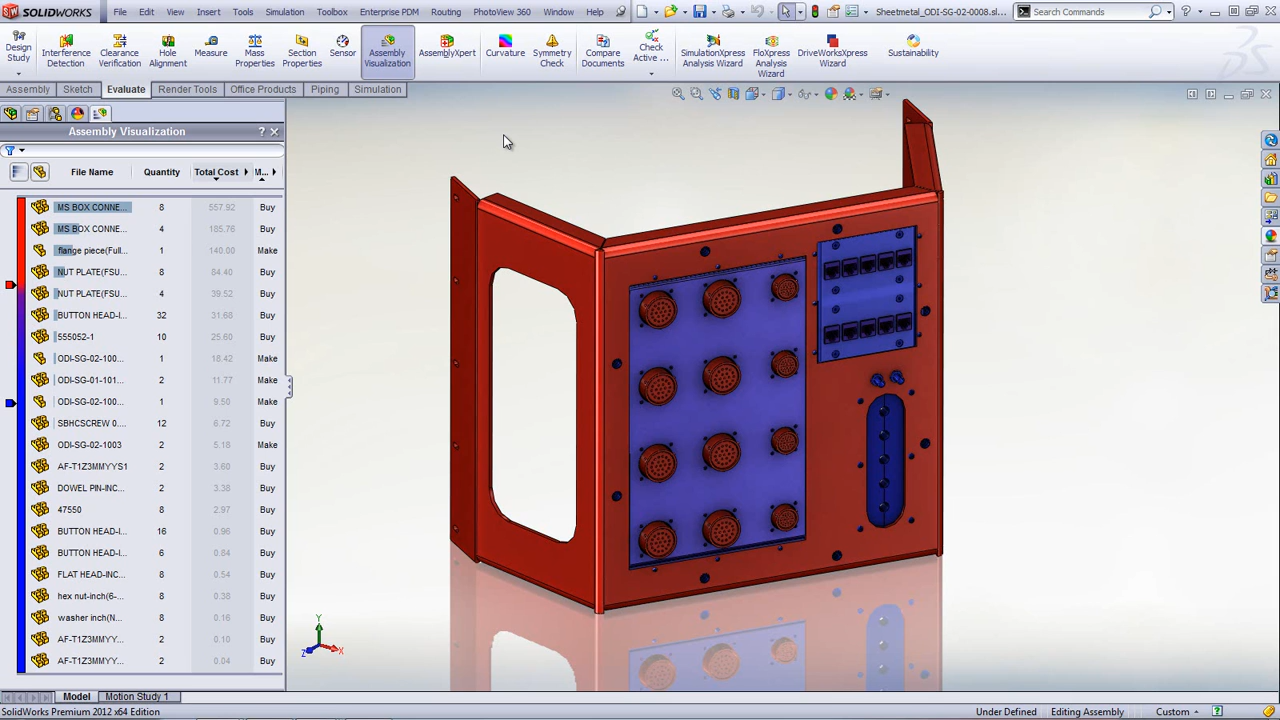 SOLIDWORKS File Edit View Insert Tools Simulation Toolbox Enterprise PDM Routing PhotoView 360 Window Help Sheetmetal_ODI-SG-02-0008.sl... Search Commands
Design Study
Interference Detection
Clearance Verification
Hole Alignment
Measure
Mass Properties
Section Properties
Sensor
Assembly Visualization
AssemblyXpert
Curvature
Symmetry Check
Compare Documents
Check Active ...
SimulationXpress Analysis Wizard
FloXpress Analysis Wizard
DriveWorksXpress Wizard
Sustainability
Assembly Sketch Evaluate Render Tools Office Products Piping Simulation
Assembly Visualization ?
File Name Quantity Total Cost M...
MS BOX CONNE... 8 557.92 Buy
MS BOX CONNE... 4 185.76 Buy
flange piece(Full... 1 140.00 Make
NUT PLATE(FSU... 8 84.40 Buy
NUT PLATE(FSU... 4 39.52 Buy
BUTTON HEAD-I... 32 31.68 Buy
555052-1 10 25.60 Buy
ODI-SG-02-100... 1 18.42 Make
ODI-SG-01-101... 2 11.77 Make
ODI-SG-02-100... 1 9.50 Make
SBHCSCREW 0.... 12 6.72 Buy
ODI-SG-02-1003 2 5.18 Make
AF-T1Z3MMYYS1 2 3.60 Buy
DOWEL PIN-INC... 2 3.38 Buy
47550 8 2.97 Buy
BUTTON HEAD-I... 16 0.96 Buy
BUTTON HEAD-I... 6 0.84 Buy
FLAT HEAD-INC... 8 0.54 Buy
hex nut-inch(6-... 8 0.38 Buy
washer inch(N... 8 0.16 Buy
AF-T1Z3MMYY... 2 0.10 Buy
AF-T1Z3MMYY... 2 0.04 Buy
Y
Z X
Model Motion Study 1
SolidWorks Premium 2012 x64 Edition Under Defined Editing Assembly Custom